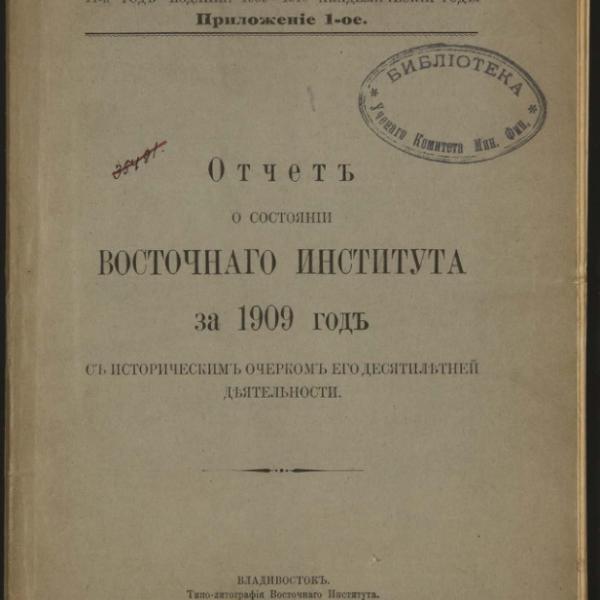 Приложеніе 1-ое.
БИБЛІОТЕКА
Ученаго Комитета Мин. Фин.
Отчетъ
О СОСТОЯНІИ
ВОСТОЧНАГО ИНСТИТУТА
за 1909 годъ
СЪ ИСТОРИЧЕСКИМЪ ОЧЕРКОМЪ ЕГО ДЕСЯТИЛѢТНЕЙ
ДѢЯТЕЛЬНОСТИ.
ВЛАДИВОСТОКЪ.
Типо-литографія Восточнаго Института.